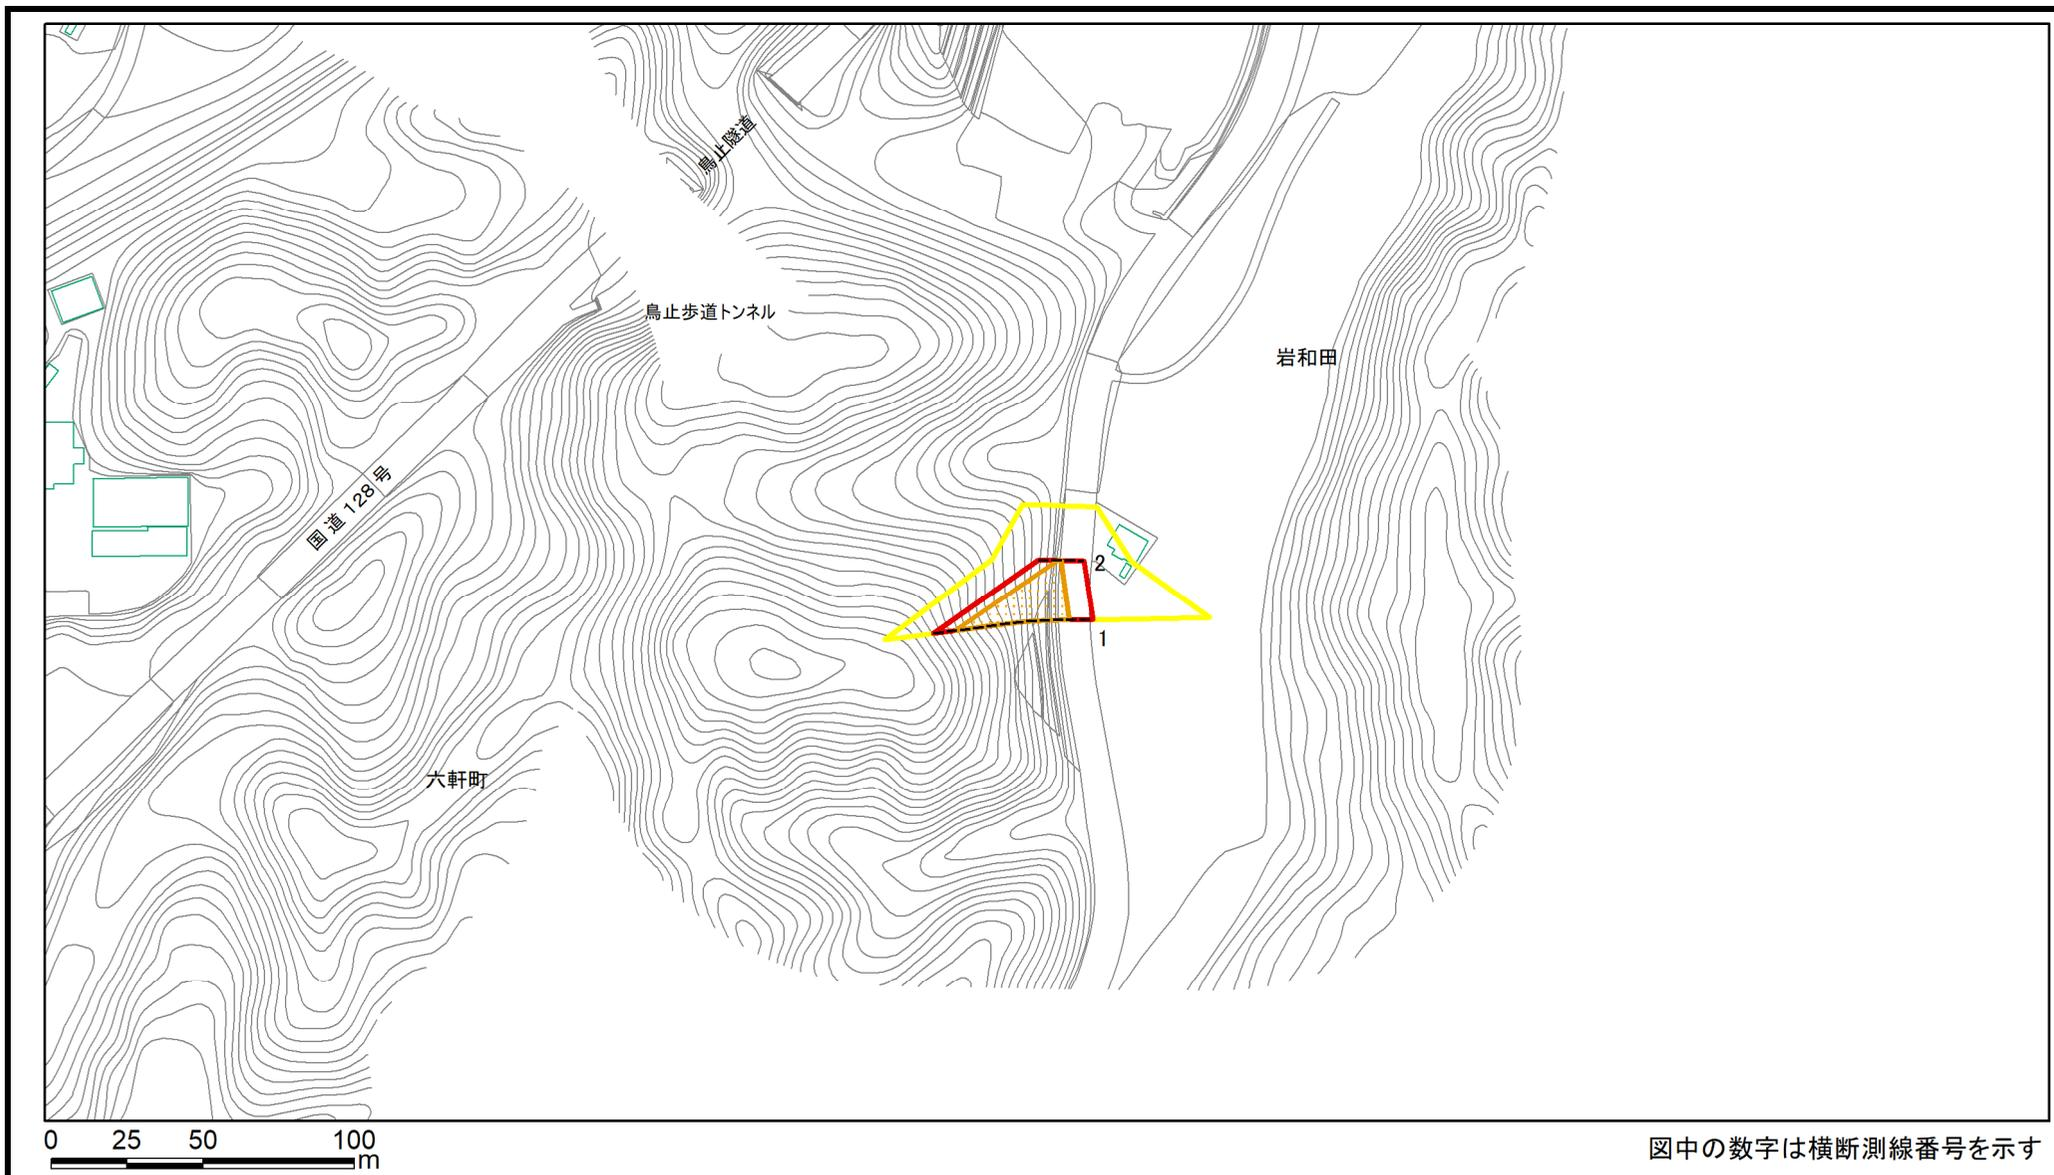 鳥止隧道
鳥止歩道トンネル
岩和田
国道128号
2
1
六軒町
0 25 50 100
m
図中の数字は横断測線番号を示す